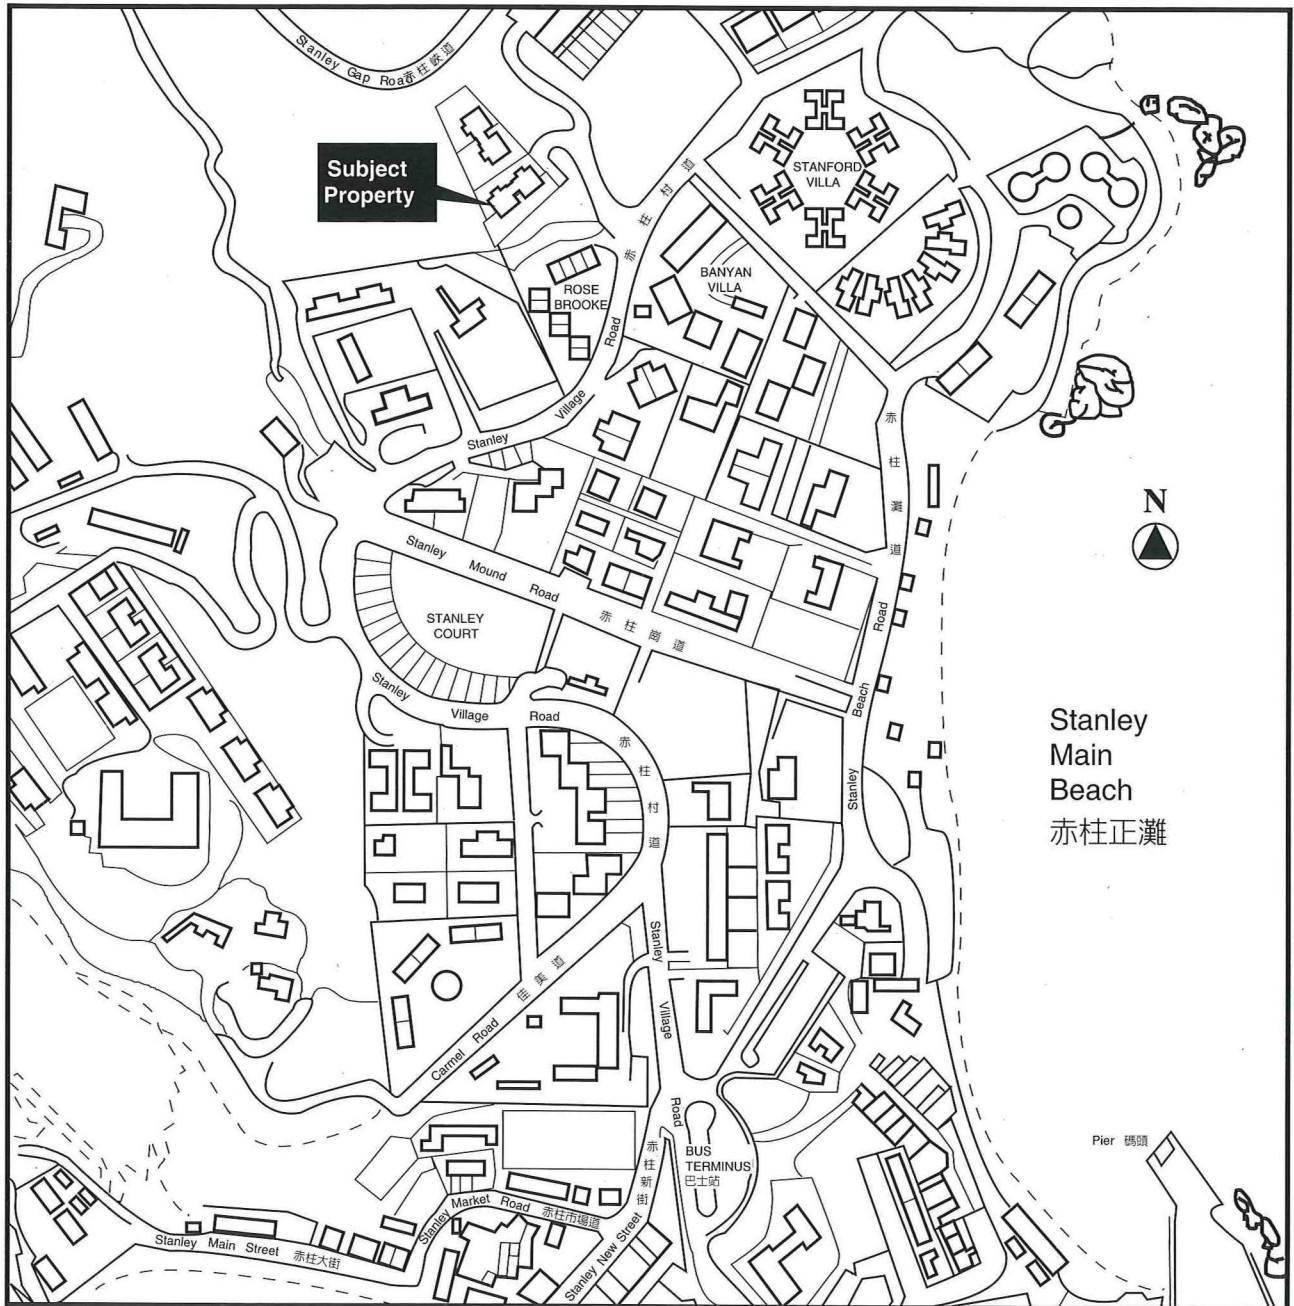 Stanley Gap Road 赤柱峽道
Subject
Property
STANFORD
VILLA
赤柱村道
BANYAN
VILLA
ROSE
BROOKE
Stanley Village Road
赤柱灘道
N
Stanley Mound Road 赤柱崗道
STANLEY
COURT
Stanley Village Road 赤柱村道
Stanley Beach Road
Stanley
Main
Beach
赤柱正灘
Stanley Village Road
Carmel Road 佳美道
Pier 碼頭
BUS
TERMINUS
巴士站
赤柱新街
Stanley New Street
Stanley Market Road 赤柱市場道
Stanley Main Street 赤柱大街